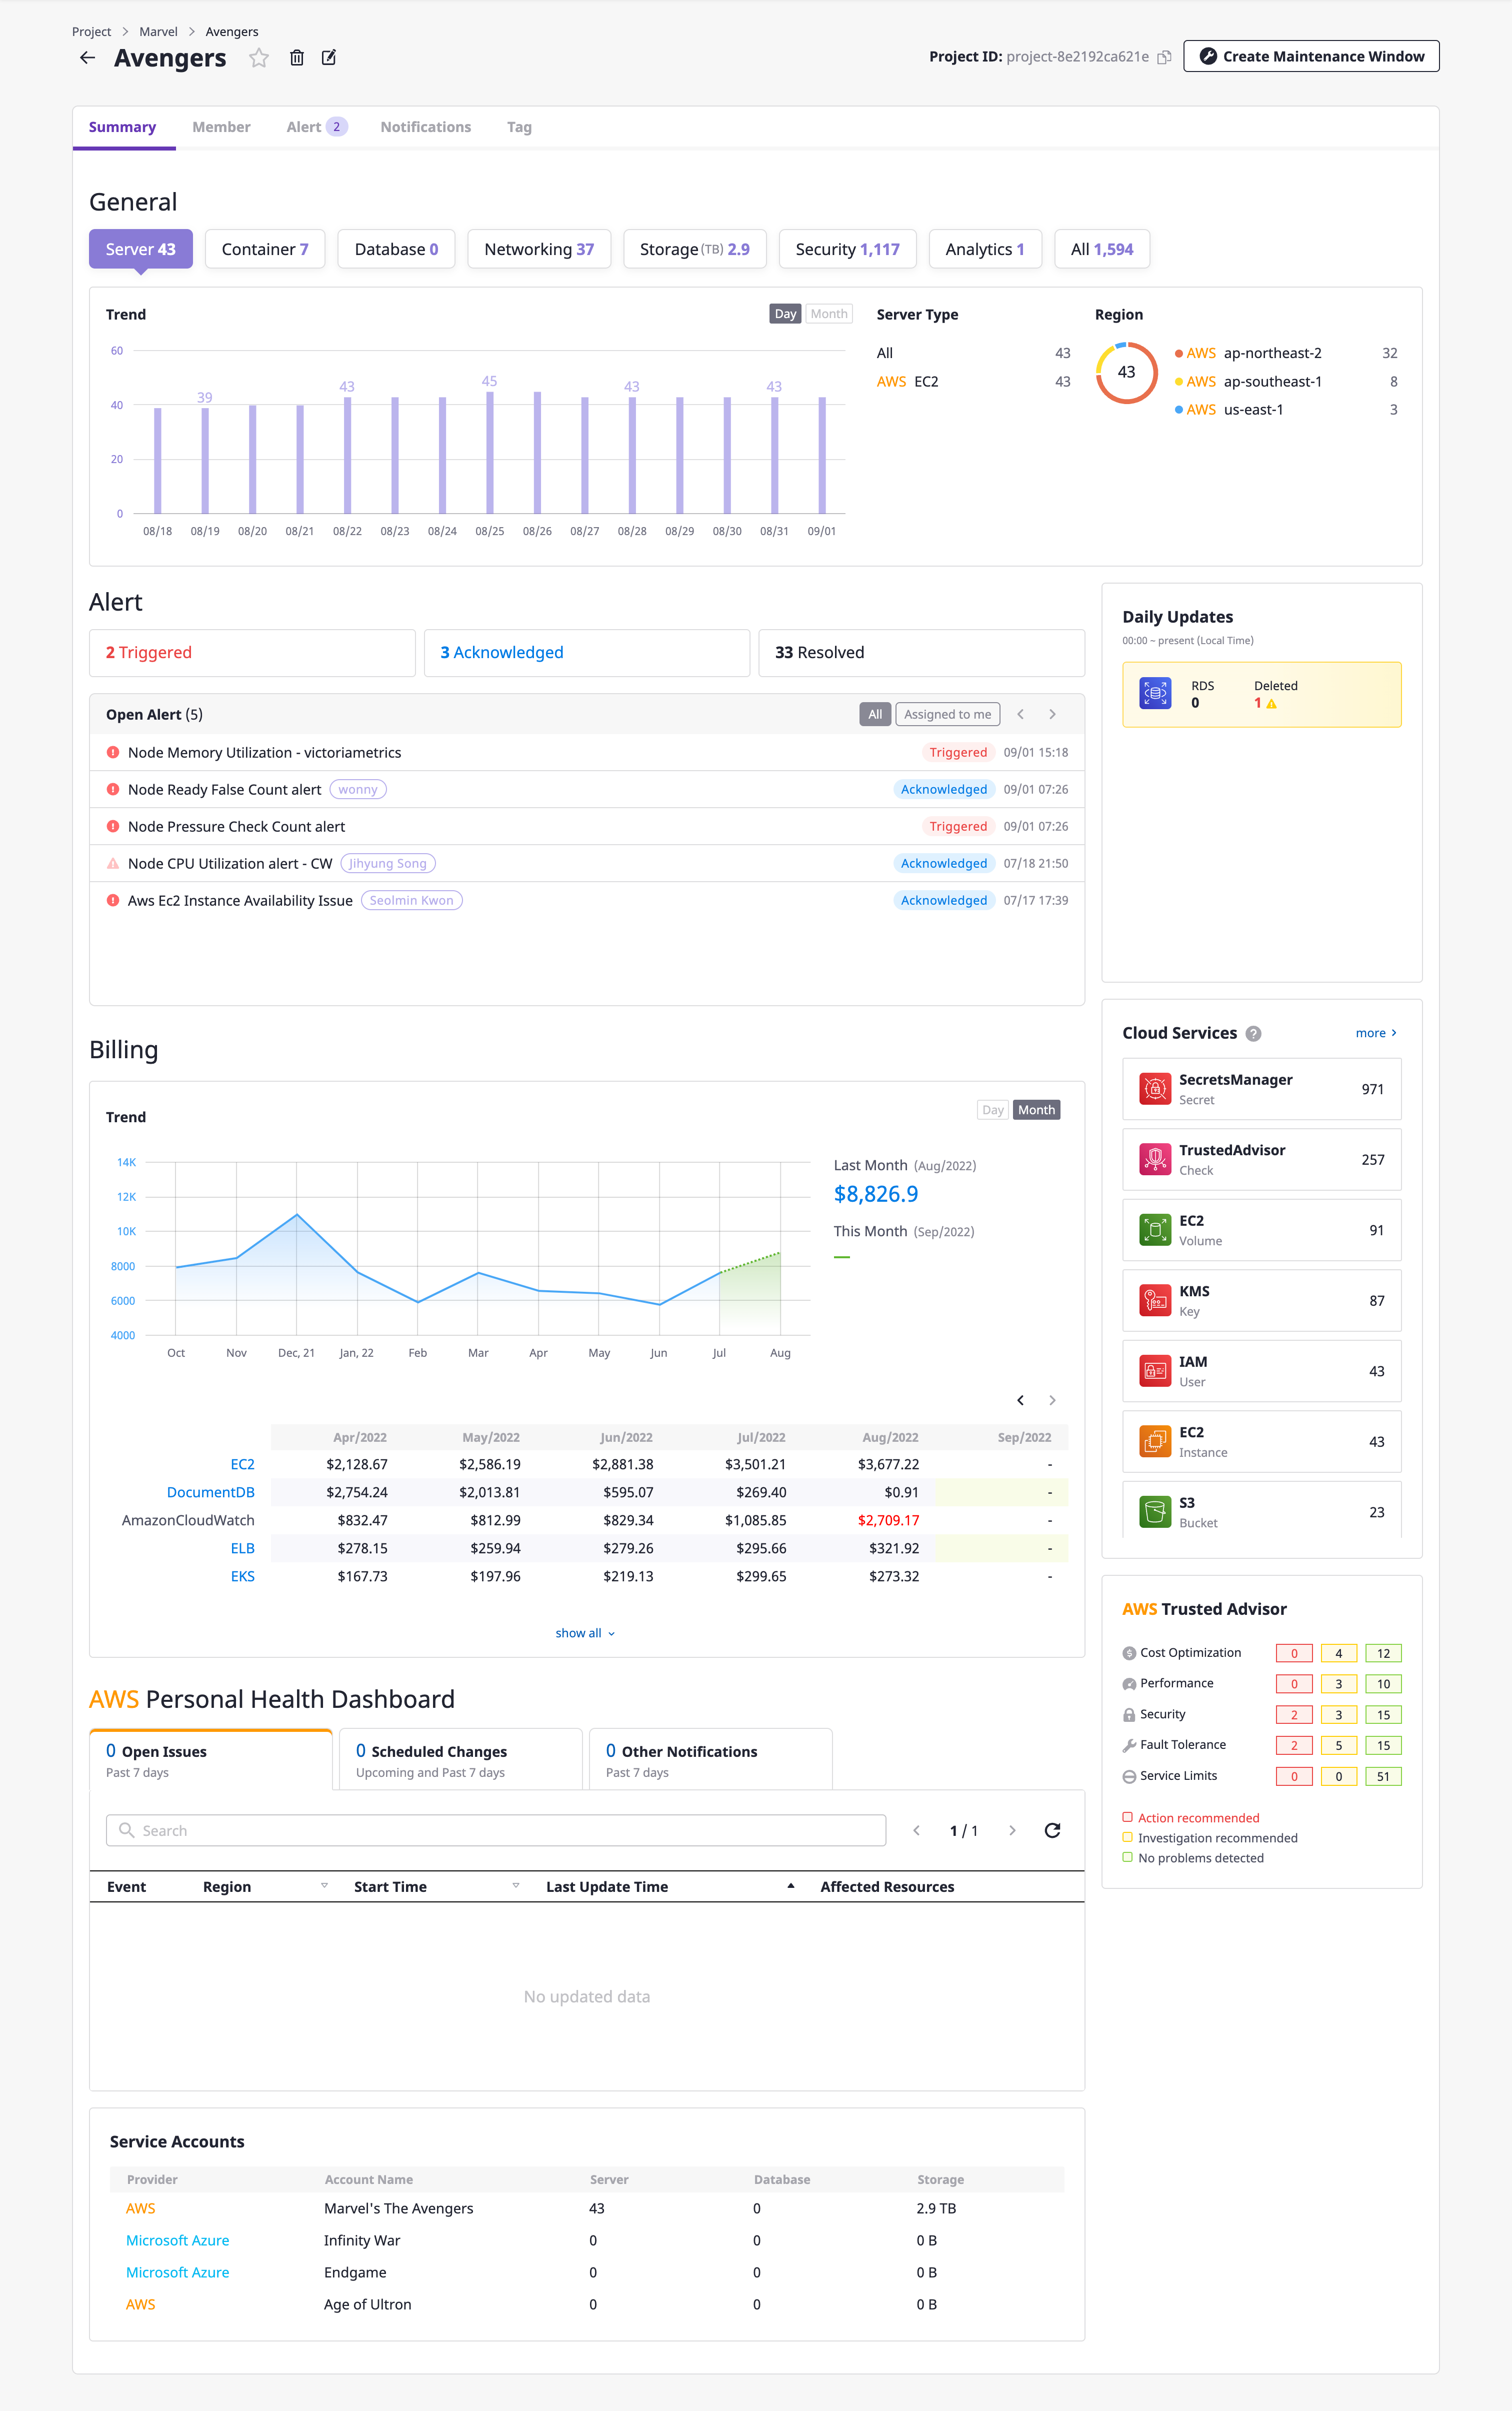 Project > Marvel > Avengers
Avengers
Project ID: project-8e2192ca621e
Create Maintenance Window
Summary Member Alert 2 Notifications Tag
General
Server 43 Container 7 Database 0 Networking 37 Storage (TB) 2.9 Security 1,117 Analytics 1 All 1,594
Trend
Day Month
60
40
20
0
39 43 45 43 43
08/18 08/19 08/20 08/21 08/22 08/23 08/24 08/25 08/26 08/27 08/28 08/29 08/30 08/31 09/01
Server Type
All 43
AWS EC2 43
Region
43
AWS ap-northeast-2 32
AWS ap-southeast-1 8
AWS us-east-1 3
Alert
2 Triggered
3 Acknowledged
33 Resolved
Open Alert (5)
All Assigned to me
Node Memory Utilization - victoriametrics Triggered 09/01 15:18
Node Ready False Count alert wonny Acknowledged 09/01 07:26
Node Pressure Check Count alert Triggered 09/01 07:26
Node CPU Utilization alert - CW Jihyung Song Acknowledged 07/18 21:50
Aws Ec2 Instance Availability Issue Seolmin Kwon Acknowledged 07/17 17:39
Daily Updates
00:00 ~ present (Local Time)
RDS Deleted
0 1
Billing
Trend
Day Month
14K
12K
10K
8000
6000
4000
Oct Nov Dec, 21 Jan, 22 Feb Mar Apr May Jun Jul Aug
Last Month (Aug/2022)
$8,826.9
This Month (Sep/2022)
Apr/2022 May/2022 Jun/2022 Jul/2022 Aug/2022 Sep/2022
EC2 $2,128.67 $2,586.19 $2,881.38 $3,501.21 $3,677.22 -
DocumentDB $2,754.24 $2,013.81 $595.07 $269.40 $0.91 -
AmazonCloudWatch $832.47 $812.99 $829.34 $1,085.85 $2,709.17 -
ELB $278.15 $259.94 $279.26 $295.66 $321.92 -
EKS $167.73 $197.96 $219.13 $299.65 $273.32 -
show all
Cloud Services ?
more >
SecretsManager 971
Secret
TrustedAdvisor 257
Check
EC2 91
Volume
KMS 87
Key
IAM 43
User
EC2 43
Instance
S3 23
Bucket
AWS Trusted Advisor
Cost Optimization 0 4 12
Performance 0 3 10
Security 2 3 15
Fault Tolerance 2 5 15
Service Limits 0 0 51
Action recommended
Investigation recommended
No problems detected
AWS Personal Health Dashboard
0 Open Issues
Past 7 days
0 Scheduled Changes
Upcoming and Past 7 days
0 Other Notifications
Past 7 days
Search
1 / 1
Event Region Start Time Last Update Time Affected Resources
No updated data
Service Accounts
Provider Account Name Server Database Storage
AWS Marvel's The Avengers 43 0 2.9 TB
Microsoft Azure Infinity War 0 0 0 B
Microsoft Azure Endgame 0 0 0 B
AWS Age of Ultron 0 0 0 B